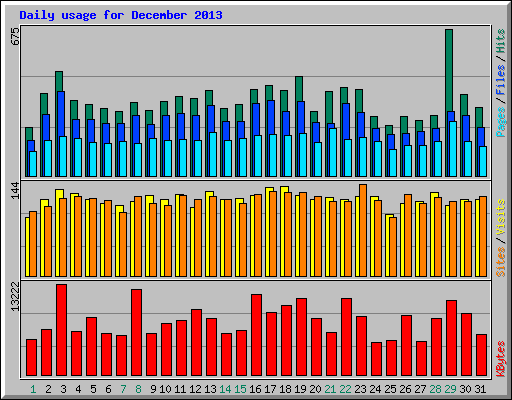 Daily usage for December 2013
675
Pages / Files / Hits
144
Sites / Visits
13222
KBytes
1 2 3 4 5 6 7 8 9 10 11 12 13 14 15 16 17 18 19 20 21 22 23 24 25 26 27 28 29 30 31